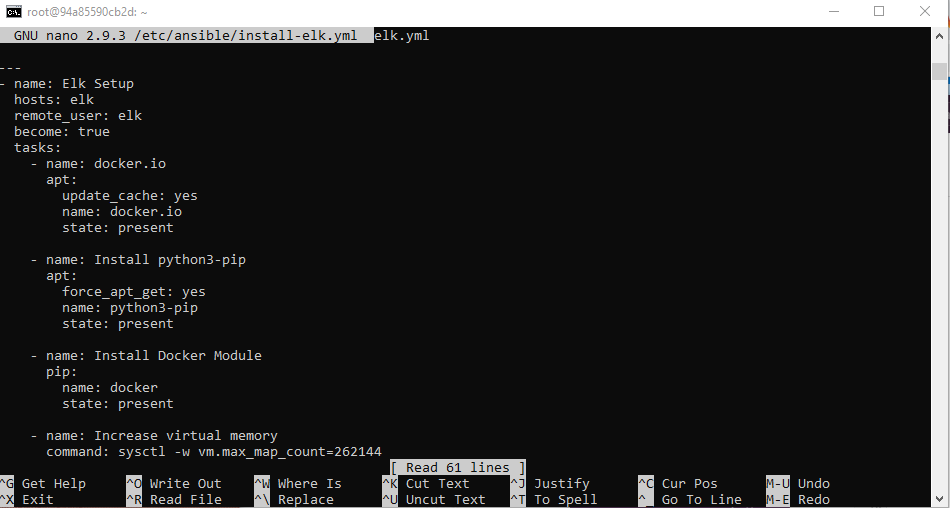 root@94a85590cb2d: ~
GNU nano 2.9.3 /etc/ansible/install-elk.yml elk.yml
---
- name: Elk Setup
  hosts: elk
  remote_user: elk
  become: true
  tasks:
    - name: docker.io
      apt:
        update_cache: yes
        name: docker.io
        state: present
    - name: Install python3-pip
      apt:
        force_apt_get: yes
        name: python3-pip
        state: present
    - name: Install Docker Module
      pip:
        name: docker
        state: present
    - name: Increase virtual memory
      command: sysctl -w vm.max_map_count=262144
[ Read 61 lines ]
^G Get Help ^O Write Out ^W Where Is ^K Cut Text ^J Justify ^C Cur Pos M-U Undo
^X Exit ^R Read File ^\ Replace ^U Uncut Text ^T To Spell ^_ Go To Line M-E Redo